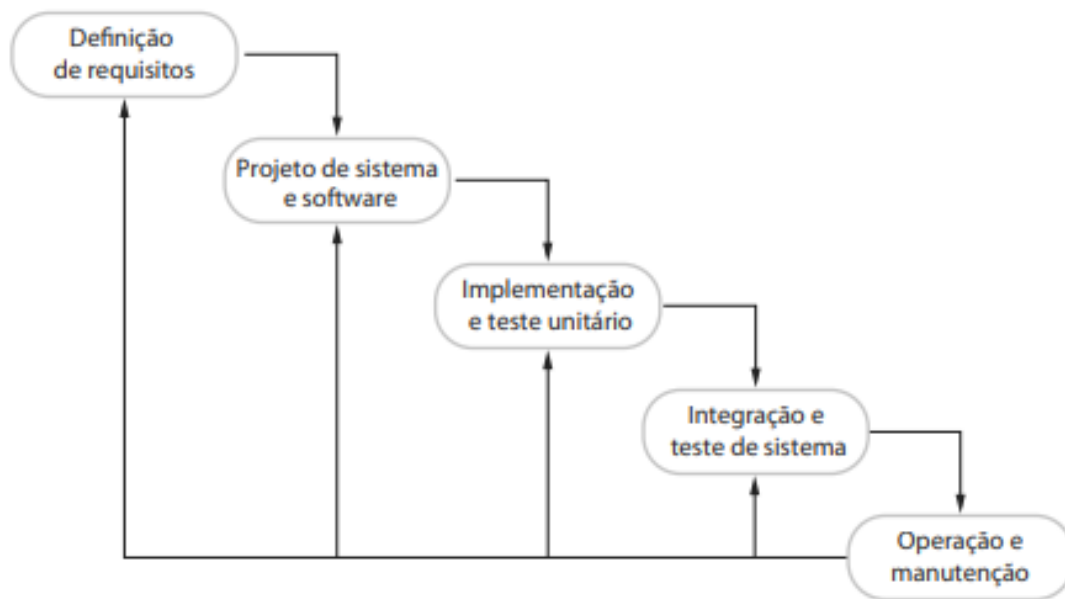 Definição
de requisitos
Projeto de sistema
e software
Implementação
e teste unitário
Integração e
teste de sistema
Operação e
manutenção